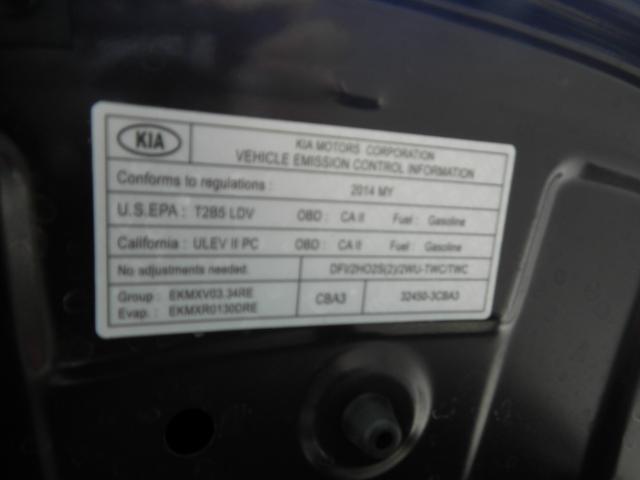 KIA
KIA MOTORS CORPORATION
VEHICLE EMISSION CONTROL INFORMATION
Conforms to regulations : 2014 MY
U.S.EPA : T2B5 LDV OBD : CA II Fuel : Gasoline
California : ULEV II PC OBD : CA II Fuel : Gasoline
No adjustments needed. DFI/2HO2S(2)/2WU-TWC/TWC
Group : EKMXV03.34RE
Evap. : EKMXR0130DRE
CBA3 32450-3CBA3